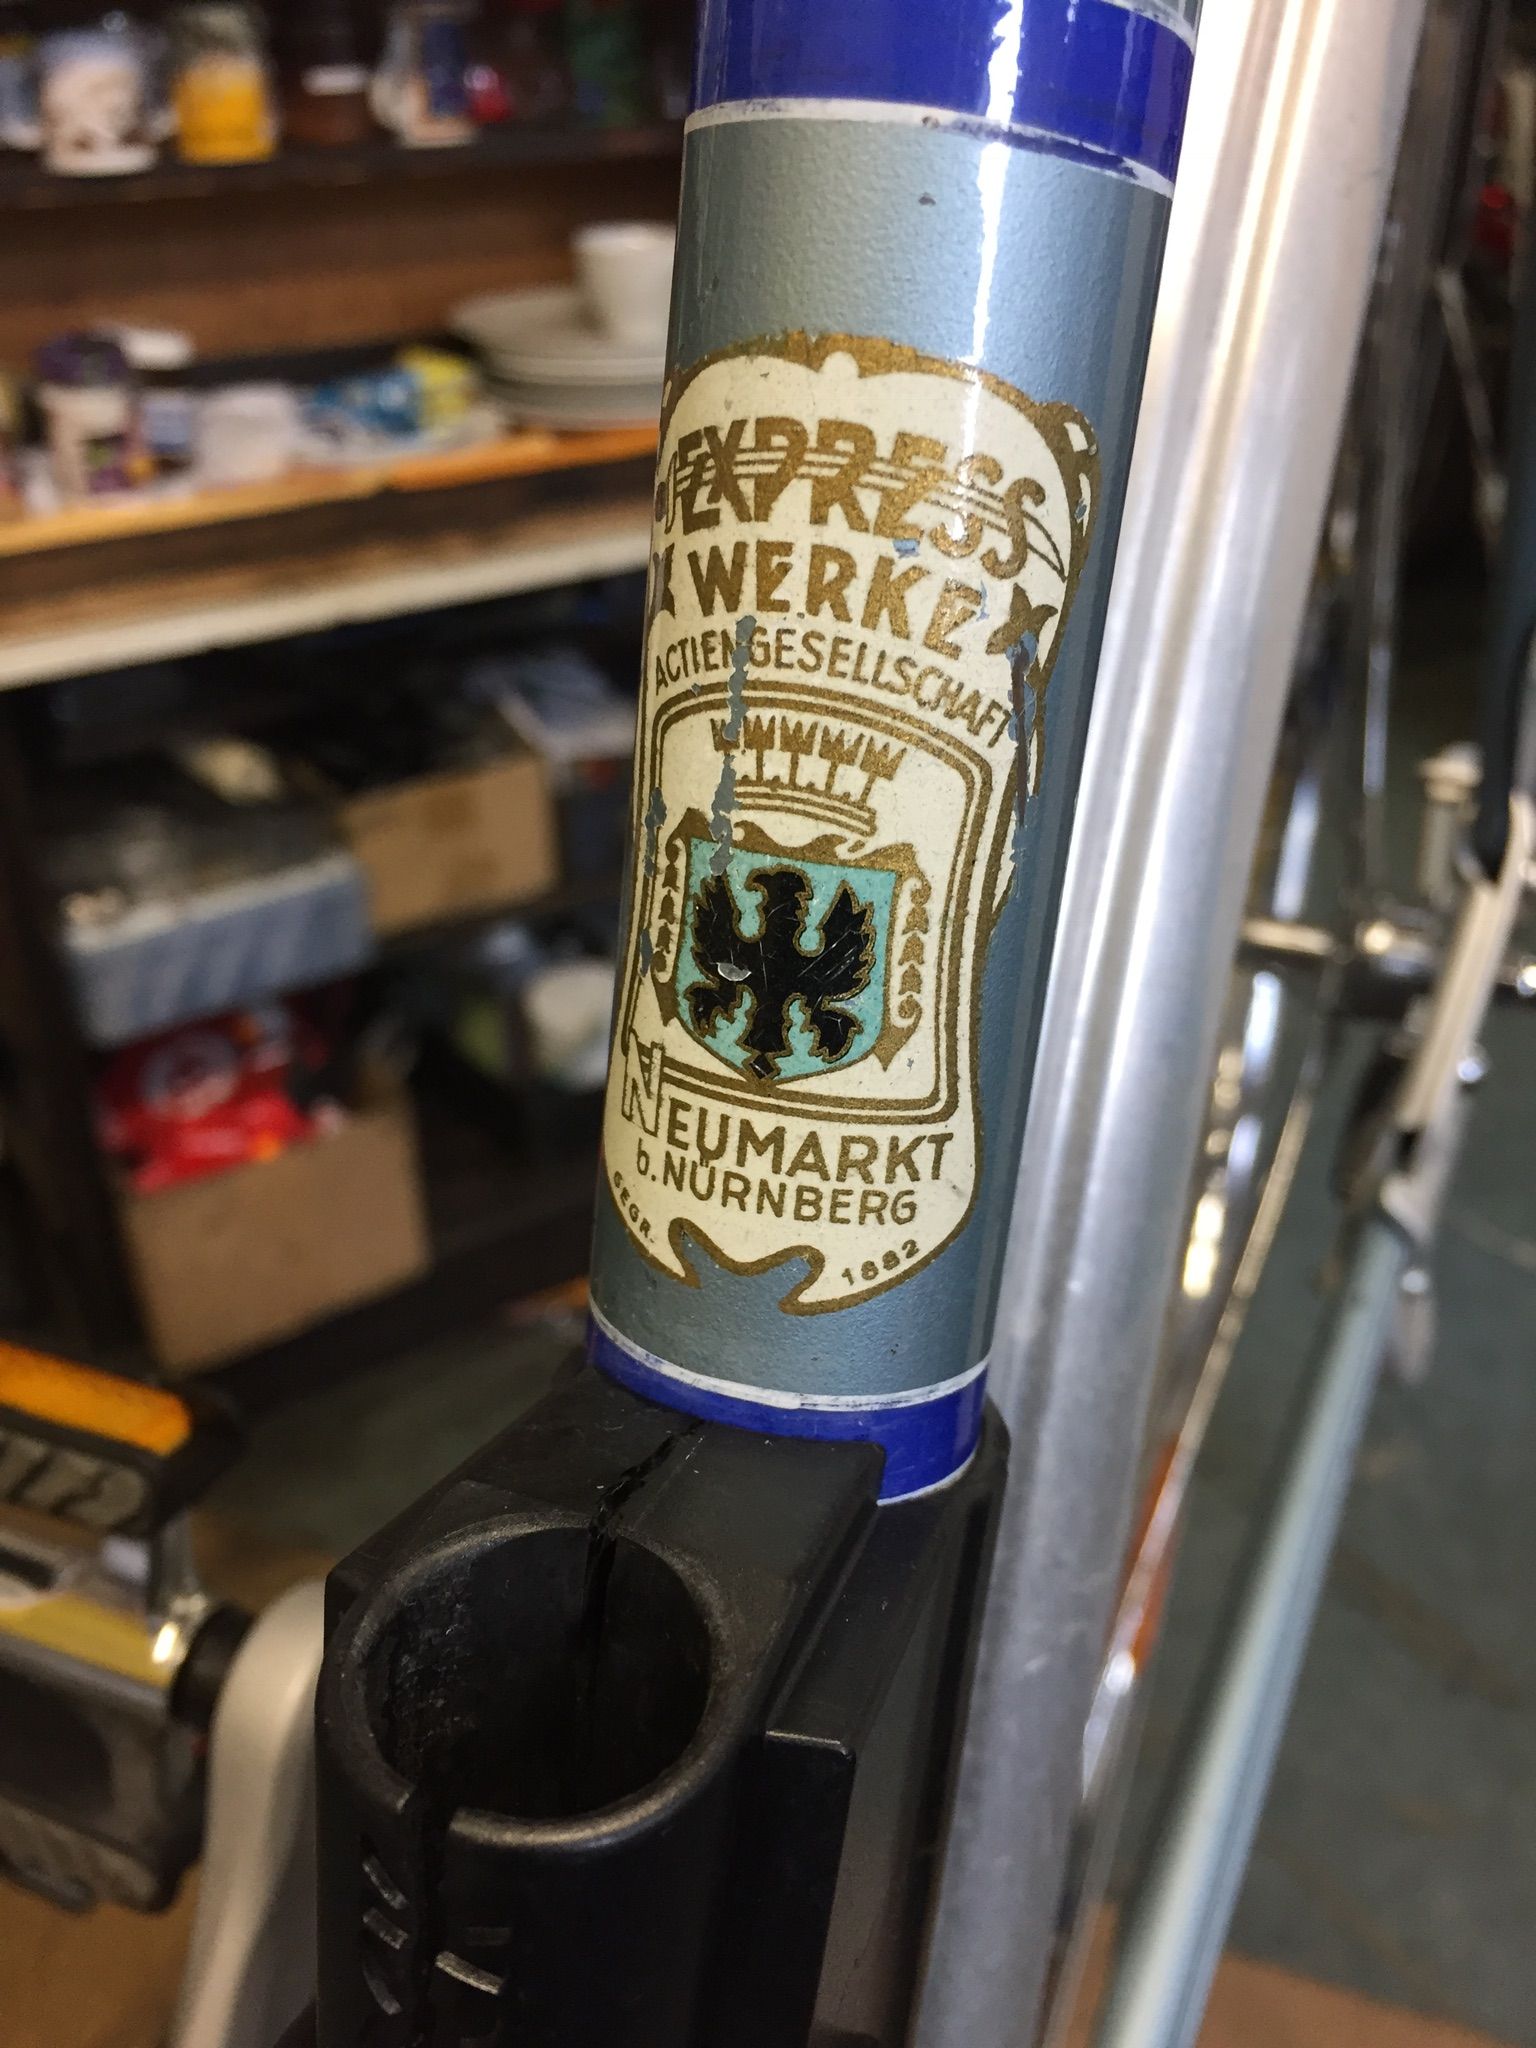 EXPRESS
WERKE
ACTIENGESELLSCHAFT
NEUMARKT
b. NÜRNBERG
GEGR. 1882